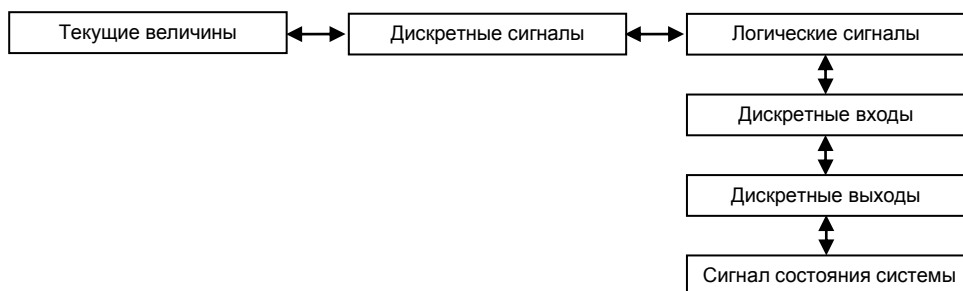 Текущие величины
Дискретные сигналы
Логические сигналы
Дискретные входы
Дискретные выходы
Сигнал состояния системы